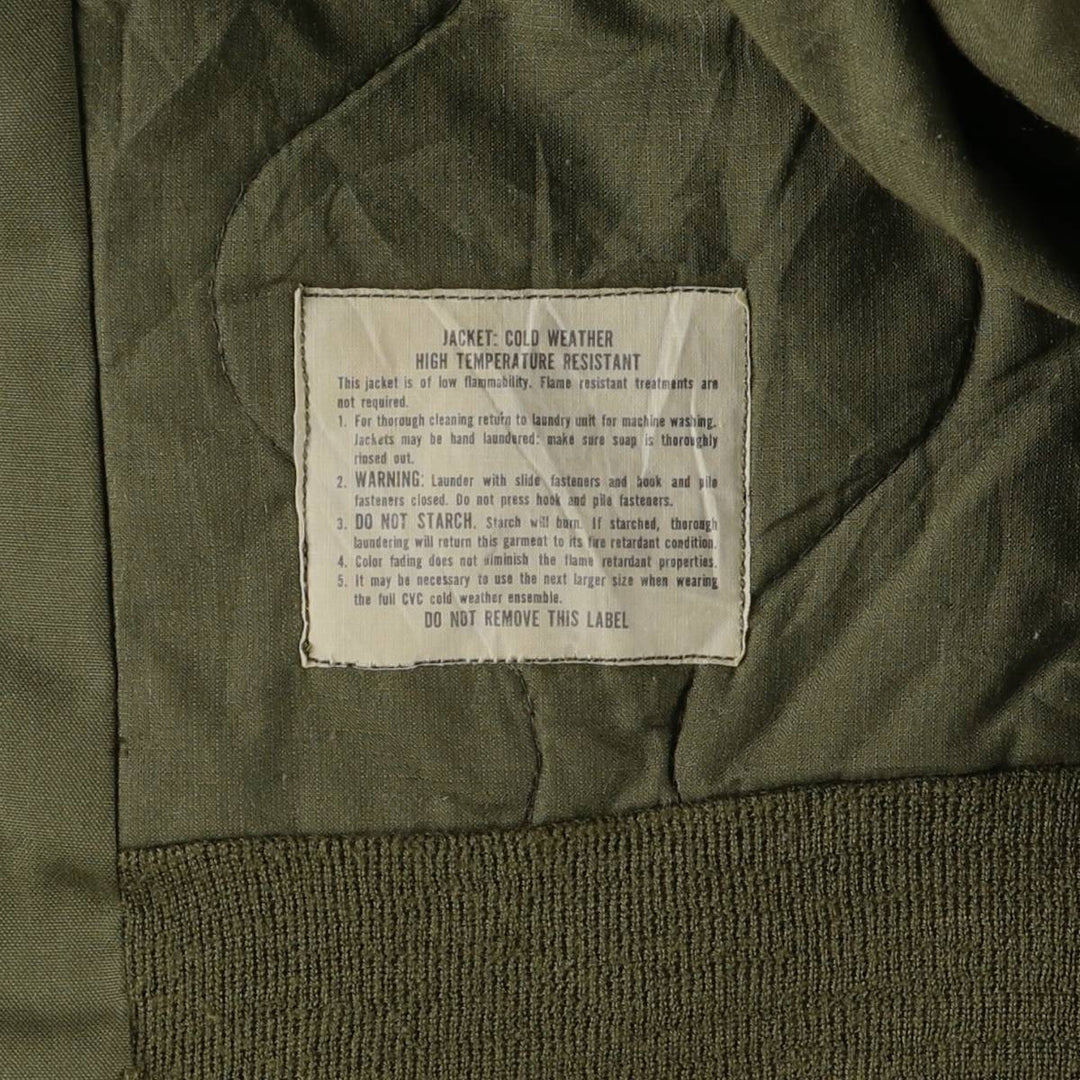 JACKET: COLD WEATHER
HIGH TEMPERATURE RESISTANT
This jacket is of low flammability. Flame resistant treatments are
not required.
1. For thorough cleaning return to laundry unit for machine washing.
Jackets may be hand laundered: make sure soap is thoroughly
rinsed out.
2. WARNING: Launder with slide fasteners and hook and pile
fasteners closed. Do not press hook and pile fasteners.
3. DO NOT STARCH. Starch will burn. If starched, thorough
laundering will return this garment to its fire retardant condition.
4. Color fading does not diminish the flame retardant properties.
5. It may be necessary to use the next larger size when wearing
the full CVC cold weather ensemble.
DO NOT REMOVE THIS LABEL